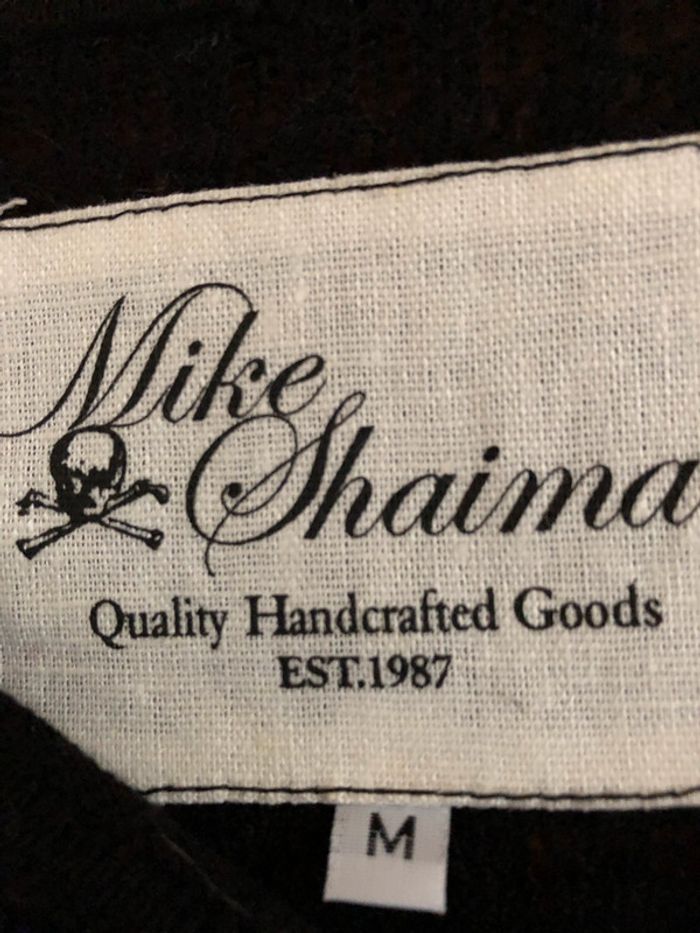 Mike
Shaima
Quality Handcrafted Goods
EST.1987
M